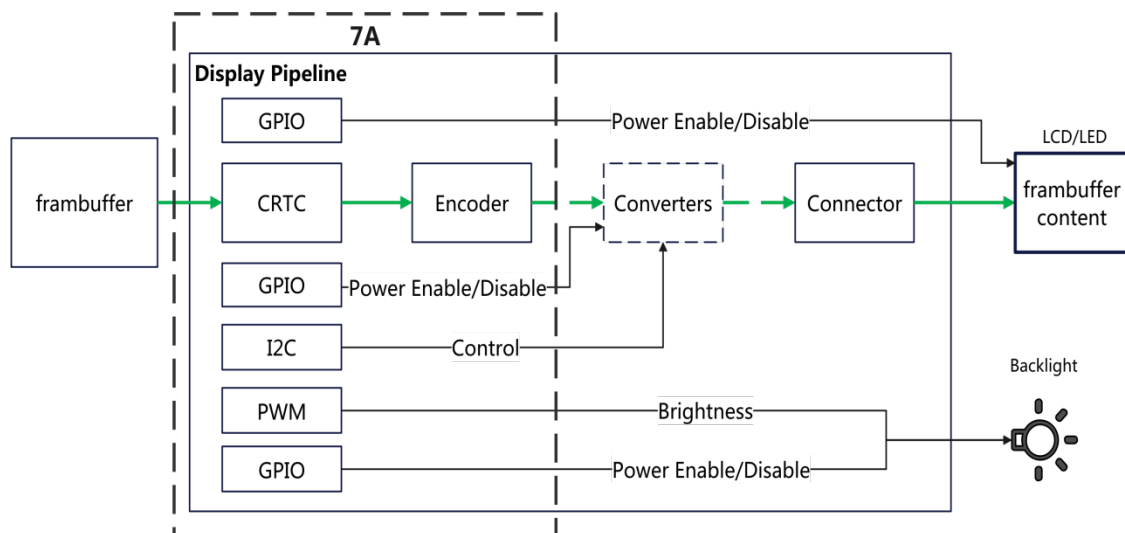 7A
Display Pipeline
GPIO
Power Enable/Disable
LCD/LED
frambuffer
CRTC
Encoder
Converters
Connector
frambuffer
content
GPIO
Power Enable/Disable
I2C
Control
Backlight
PWM
Brightness
GPIO
Power Enable/Disable